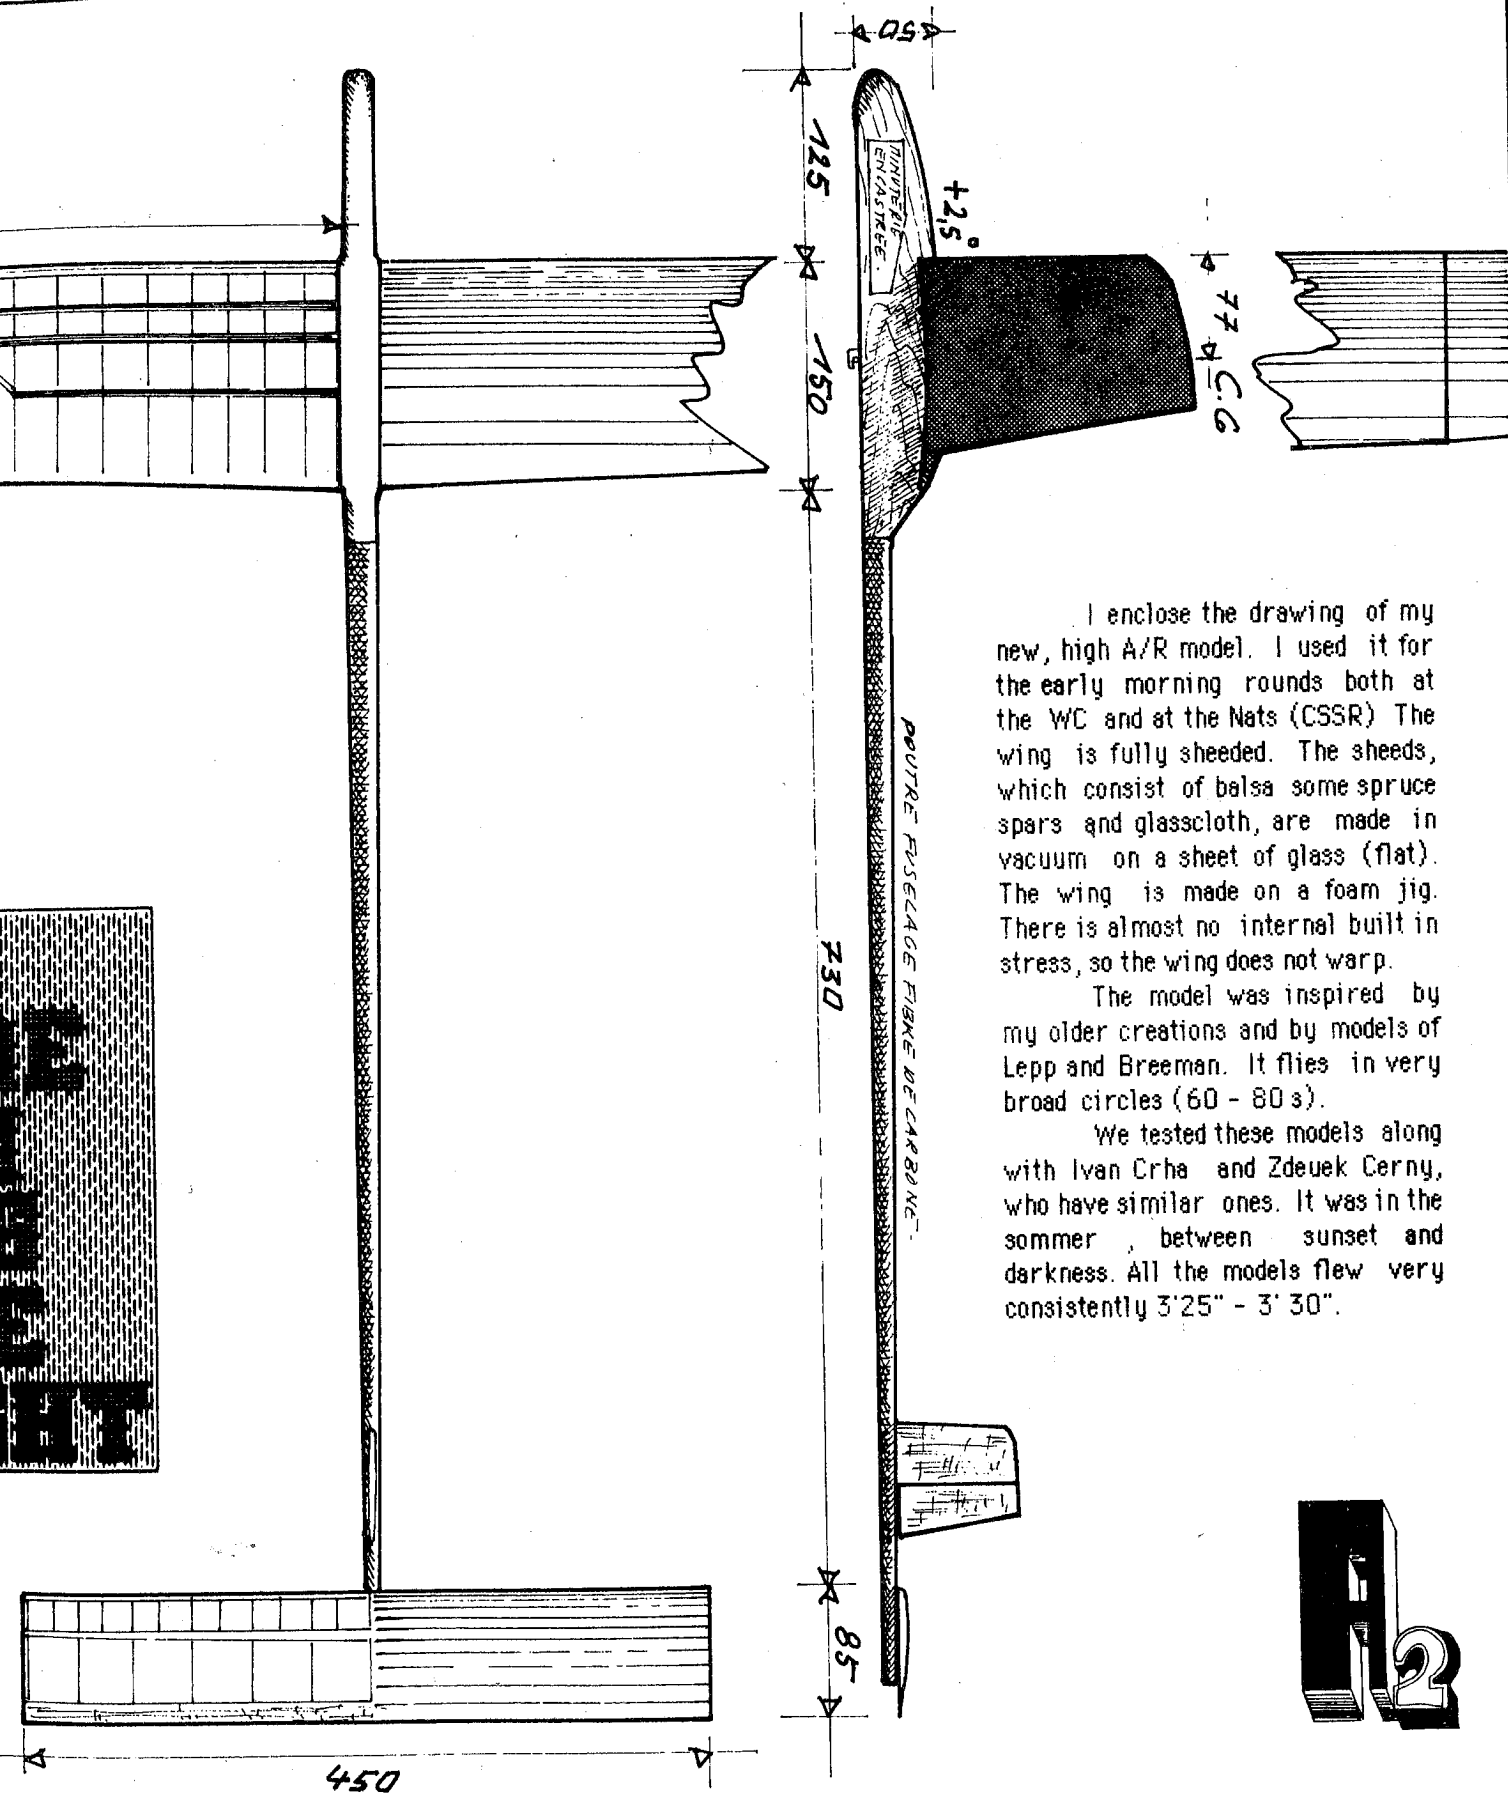 50
125
MINUTERIE
ENCASTREE.
+2,5°
77
C.G
150
I enclose the drawing of my
new, high A/R model. I used it for
the early morning rounds both at
the WC and at the Nats (CSSR) The
wing is fully sheeded. The sheeds,
which consist of balsa some spruce
spars and glasscloth, are made in
vacuum on a sheet of glass (flat).
The wing is made on a foam jig.
There is almost no internal built in
stress, so the wing does not warp.
The model was inspired by
my older creations and by models of
Lepp and Breeman. It flies in very
broad circles (60 - 80 s).
We tested these models along
with Ivan Crha and Zdeuek Cerny,
who have similar ones. It was in the
sommer , between sunset and
darkness. All the models flew very
consistently 3'25" - 3' 30".
POUTRE FUSELAGE FIBRE DE CARBONE-
730
HT
85
450
A2